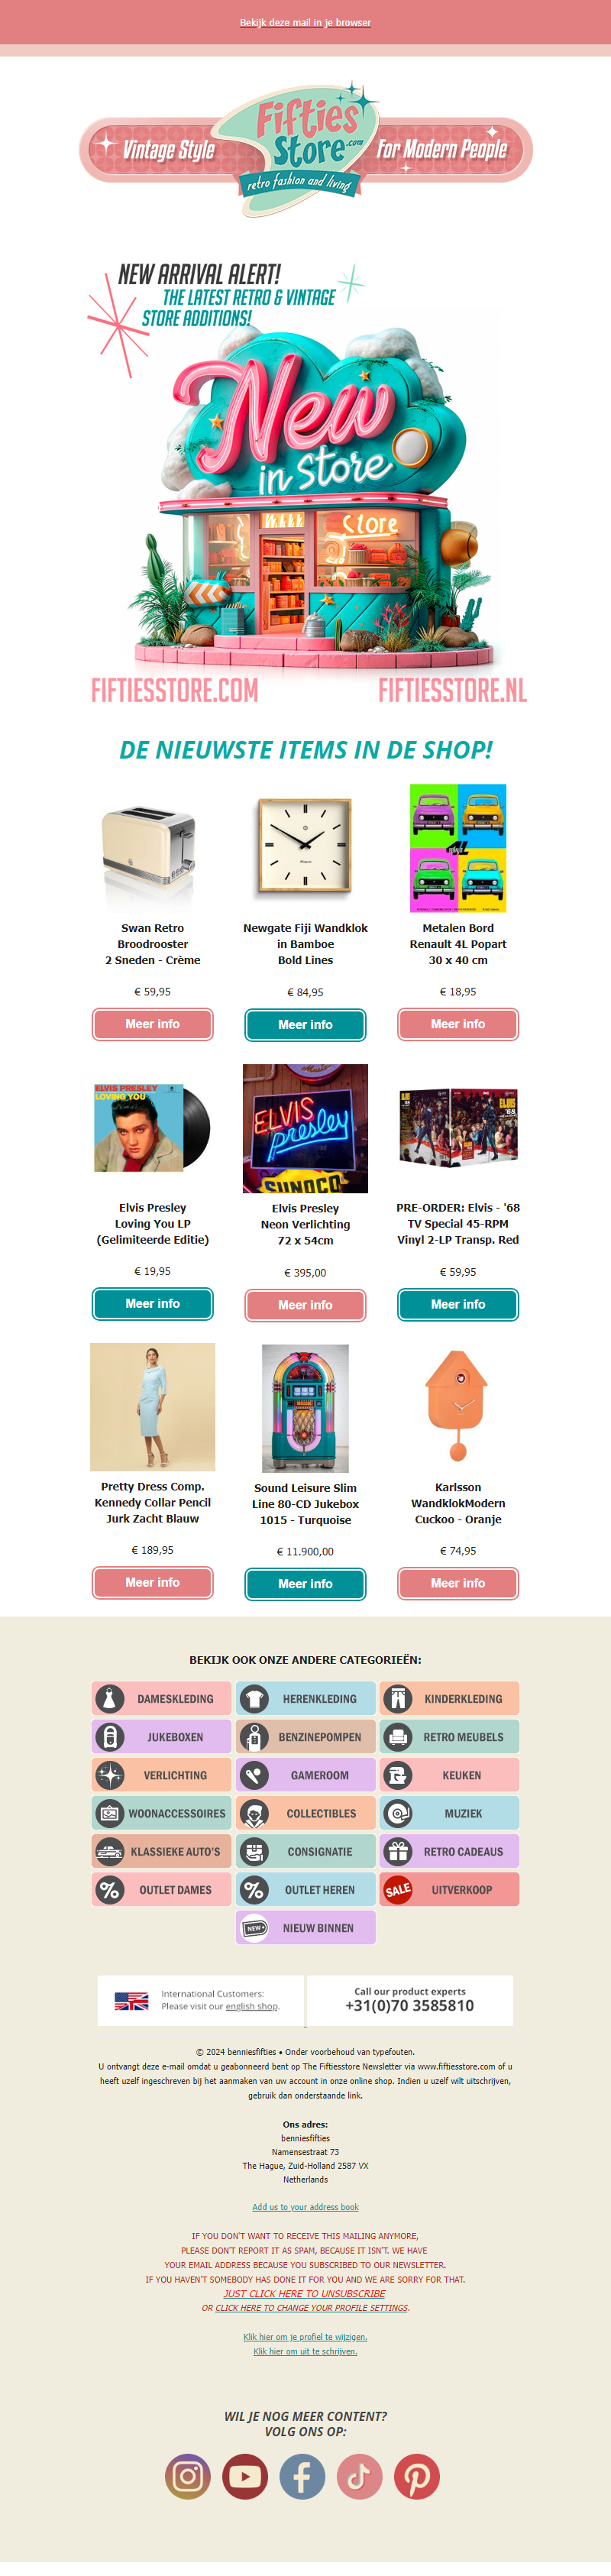 Bekijk deze mail in je browser
Vintage Style
Fifties
Store.com
retro fashion and living
For Modern People
NEW ARRIVAL ALERT!
THE LATEST RETRO & VINTAGE
STORE ADDITIONS!
New
in Store
Store
FIFTIESSTORE.COM
FIFTIESSTORE.NL
DE NIEUWSTE ITEMS IN DE SHOP!
Swan Retro
Broodrooster
2 Sneden - Crème
€ 59,95
Meer info
Newgate Fiji Wandklok
in Bamboe
Bold Lines
€ 84,95
Meer info
4L
Metalen Bord
Renault 4L Popart
30 x 40 cm
€ 18,95
Meer info
ELVIS PRESLEY
LOVING YOU
Elvis Presley
Loving You LP
(Gelimiteerde Editie)
€ 19,95
Meer info
ELVIS
presley
SUNOCO
Elvis Presley
Neon Verlichting
72 x 54cm
€ 395,00
Meer info
ELVIS
'68
PRE-ORDER: Elvis - '68
TV Special 45-RPM
Vinyl 2-LP Transp. Red
€ 59,95
Meer info
Pretty Dress Comp.
Kennedy Collar Pencil
Jurk Zacht Blauw
€ 189,95
Meer info
Sound Leisure Slim
Line 80-CD Jukebox
1015 - Turquoise
€ 11.900,00
Meer info
Karlsson
WandklokModern
Cuckoo - Oranje
€ 74,95
Meer info
BEKIJK OOK ONZE ANDERE CATEGORIEËN:
DAMESKLEDING
HERENKLEDING
KINDERKLEDING
JUKEBOXEN
BENZINEPOMPEN
RETRO MEUBELS
VERLICHTING
GAMEROOM
KEUKEN
WOONACCESSOIRES
COLLECTIBLES
MUZIEK
KLASSIEKE AUTO'S
CONSIGNATIE
RETRO CADEAUS
% OUTLET DAMES
% OUTLET HEREN
SALE UITVERKOOP
NEW NIEUW BINNEN
International Customers:
Please visit our english shop.
Call our product experts
+31(0)70 3585810
© 2024 benniesfifties • Onder voorbehoud van typefouten.
U ontvangt deze e-mail omdat u geabonneerd bent op The Fiftiesstore Newsletter via www.fiftiesstore.com of u
heeft uzelf ingeschreven bij het aanmaken van uw account in onze online shop. Indien u uzelf wilt uitschrijven,
gebruik dan onderstaande link.
Ons adres:
benniesfifties
Namensestraat 73
The Hague, Zuid-Holland 2587 VX
Netherlands
Add us to your address book
IF YOU DON'T WANT TO RECEIVE THIS MAILING ANYMORE,
PLEASE DON'T REPORT IT AS SPAM, BECAUSE IT ISN'T. WE HAVE
YOUR EMAIL ADDRESS BECAUSE YOU SUBSCRIBED TO OUR NEWSLETTER.
IF YOU HAVEN'T SOMEBODY HAS DONE IT FOR YOU AND WE ARE SORRY FOR THAT.
JUST CLICK HERE TO UNSUBSCRIBE
OR CLICK HERE TO CHANGE YOUR PROFILE SETTINGS.
Klik hier om je profiel te wijzigen.
Klik hier om uit te schrijven.
WIL JE NOG MEER CONTENT?
VOLG ONS OP: